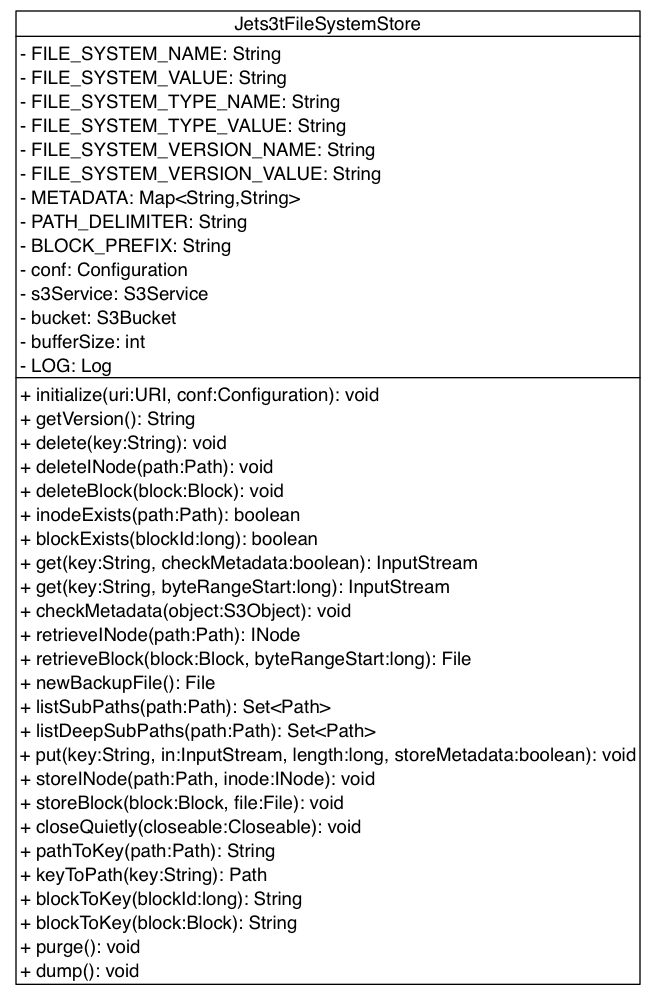 Jets3tFileSystemStore
- FILE_SYSTEM_NAME: String
- FILE_SYSTEM_VALUE: String
- FILE_SYSTEM_TYPE_NAME: String
- FILE_SYSTEM_TYPE_VALUE: String
- FILE_SYSTEM_VERSION_NAME: String
- FILE_SYSTEM_VERSION_VALUE: String
- METADATA: Map<String,String>
- PATH_DELIMITER: String
- BLOCK_PREFIX: String
- conf: Configuration
- s3Service: S3Service
- bucket: S3Bucket
- bufferSize: int
- LOG: Log
+ initialize(uri:URI, conf:Configuration): void
+ getVersion(): String
+ delete(key:String): void
+ deleteINode(path:Path): void
+ deleteBlock(block:Block): void
+ inodeExists(path:Path): boolean
+ blockExists(blockId:long): boolean
+ get(key:String, checkMetadata:boolean): InputStream
+ get(key:String, byteRangeStart:long): InputStream
+ checkMetadata(object:S3Object): void
+ retrieveINode(path:Path): INode
+ retrieveBlock(block:Block, byteRangeStart:long): File
+ newBackupFile(): File
+ listSubPaths(path:Path): Set<Path>
+ listDeepSubPaths(path:Path): Set<Path>
+ put(key:String, in:InputStream, length:long, storeMetadata:boolean): void
+ storeINode(path:Path, inode:INode): void
+ storeBlock(block:Block, file:File): void
+ closeQuietly(closeable:Closeable): void
+ pathToKey(path:Path): String
+ keyToPath(key:String): Path
+ blockToKey(blockId:long): String
+ blockToKey(block:Block): String
+ purge(): void
+ dump(): void